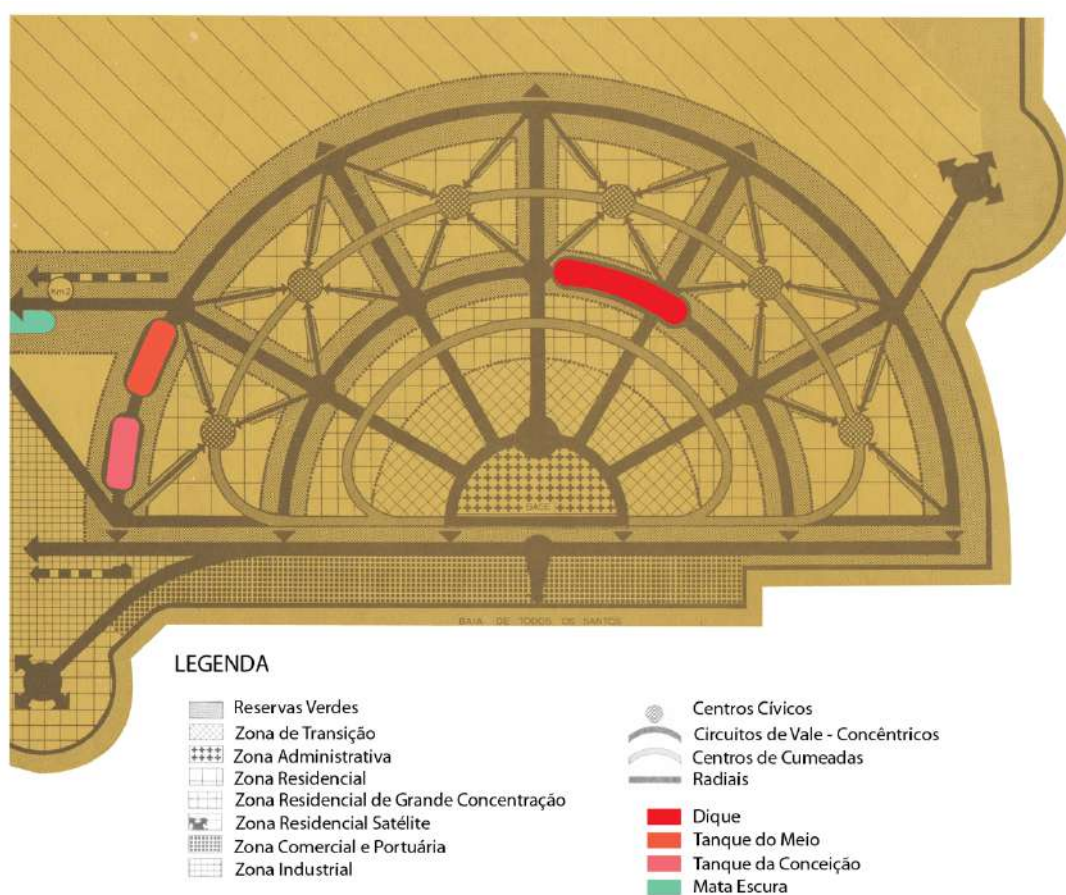 Km2
BASE
BAIA DE TODOS OS SANTOS
LEGENDA
Reservas Verdes
Zona de Transição
Zona Administrativa
Zona Residencial
Zona Residencial de Grande Concentração
Zona Residencial Satélite
Zona Comercial e Portuária
Zona Industrial
Centros Cívicos
Circuitos de Vale - Concêntricos
Centros de Cumeadas
Radiais
Dique
Tanque do Meio
Tanque da Conceição
Mata Escura